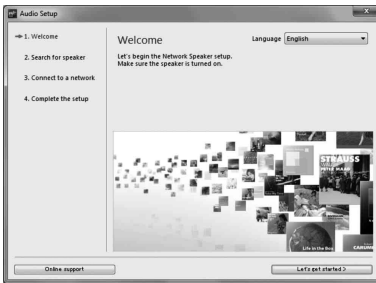 Audio Setup
1. Welcome
2. Search for speaker
3. Connect to a network
4. Complete the setup
Welcome
Language English
Let's begin the Network Speaker setup.
Make sure the speaker is turned on.
STRAUSS
Life in the Bog
Online support
Let's get started >